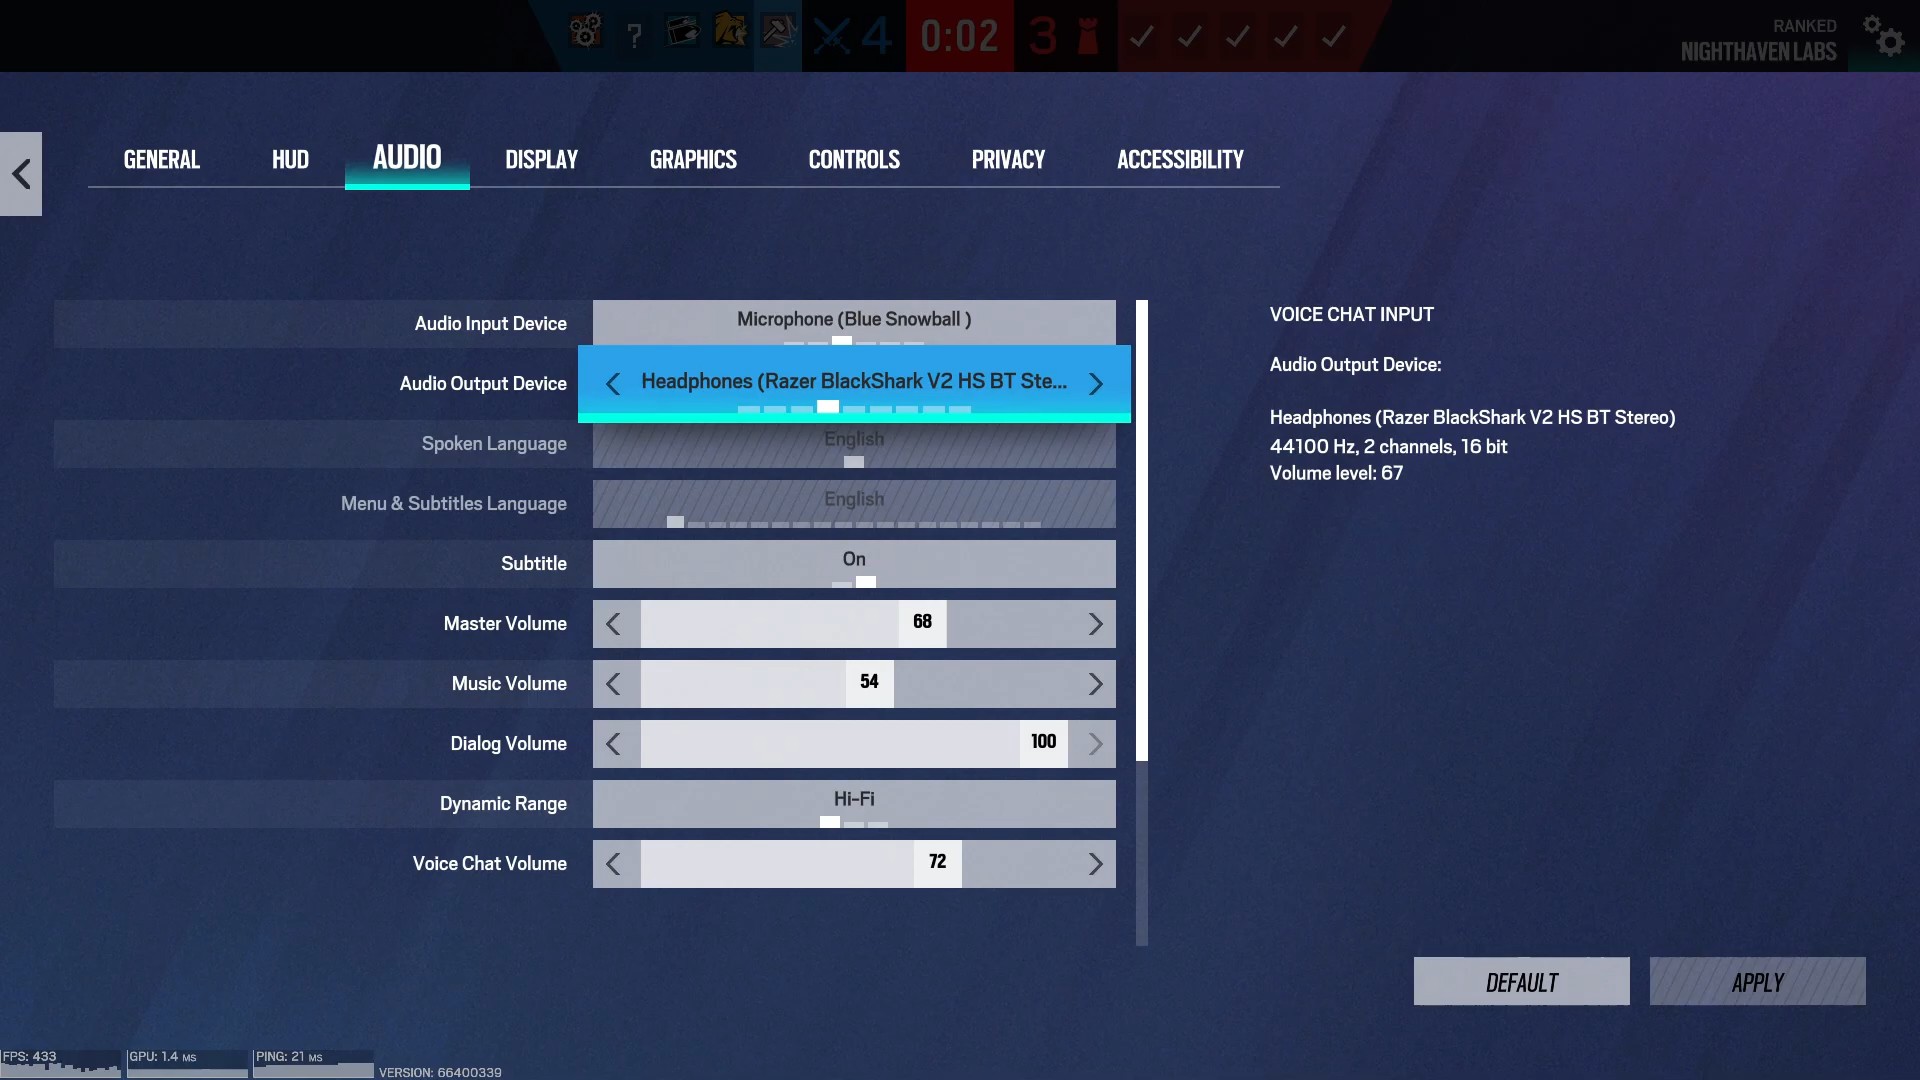 ? 4 0:02 3
RANKED
NIGHTHAVEN LABS
GENERAL HUD AUDIO DISPLAY GRAPHICS CONTROLS PRIVACY ACCESSIBILITY
Audio Input Device Microphone (Blue Snowball )
Audio Output Device Headphones (Razer BlackShark V2 HS BT Ste...
Spoken Language English
Menu & Subtitles Language English
Subtitle On
Master Volume 68
Music Volume 54
Dialog Volume 100
Dynamic Range Hi-Fi
Voice Chat Volume 72
VOICE CHAT INPUT
Audio Output Device:
Headphones (Razer BlackShark V2 HS BT Stereo)
44100 Hz, 2 channels, 16 bit
Volume level: 67
DEFAULT APPLY
FPS: 433 GPU: 1.4 MS PING: 21 MS VERSION: 66400339